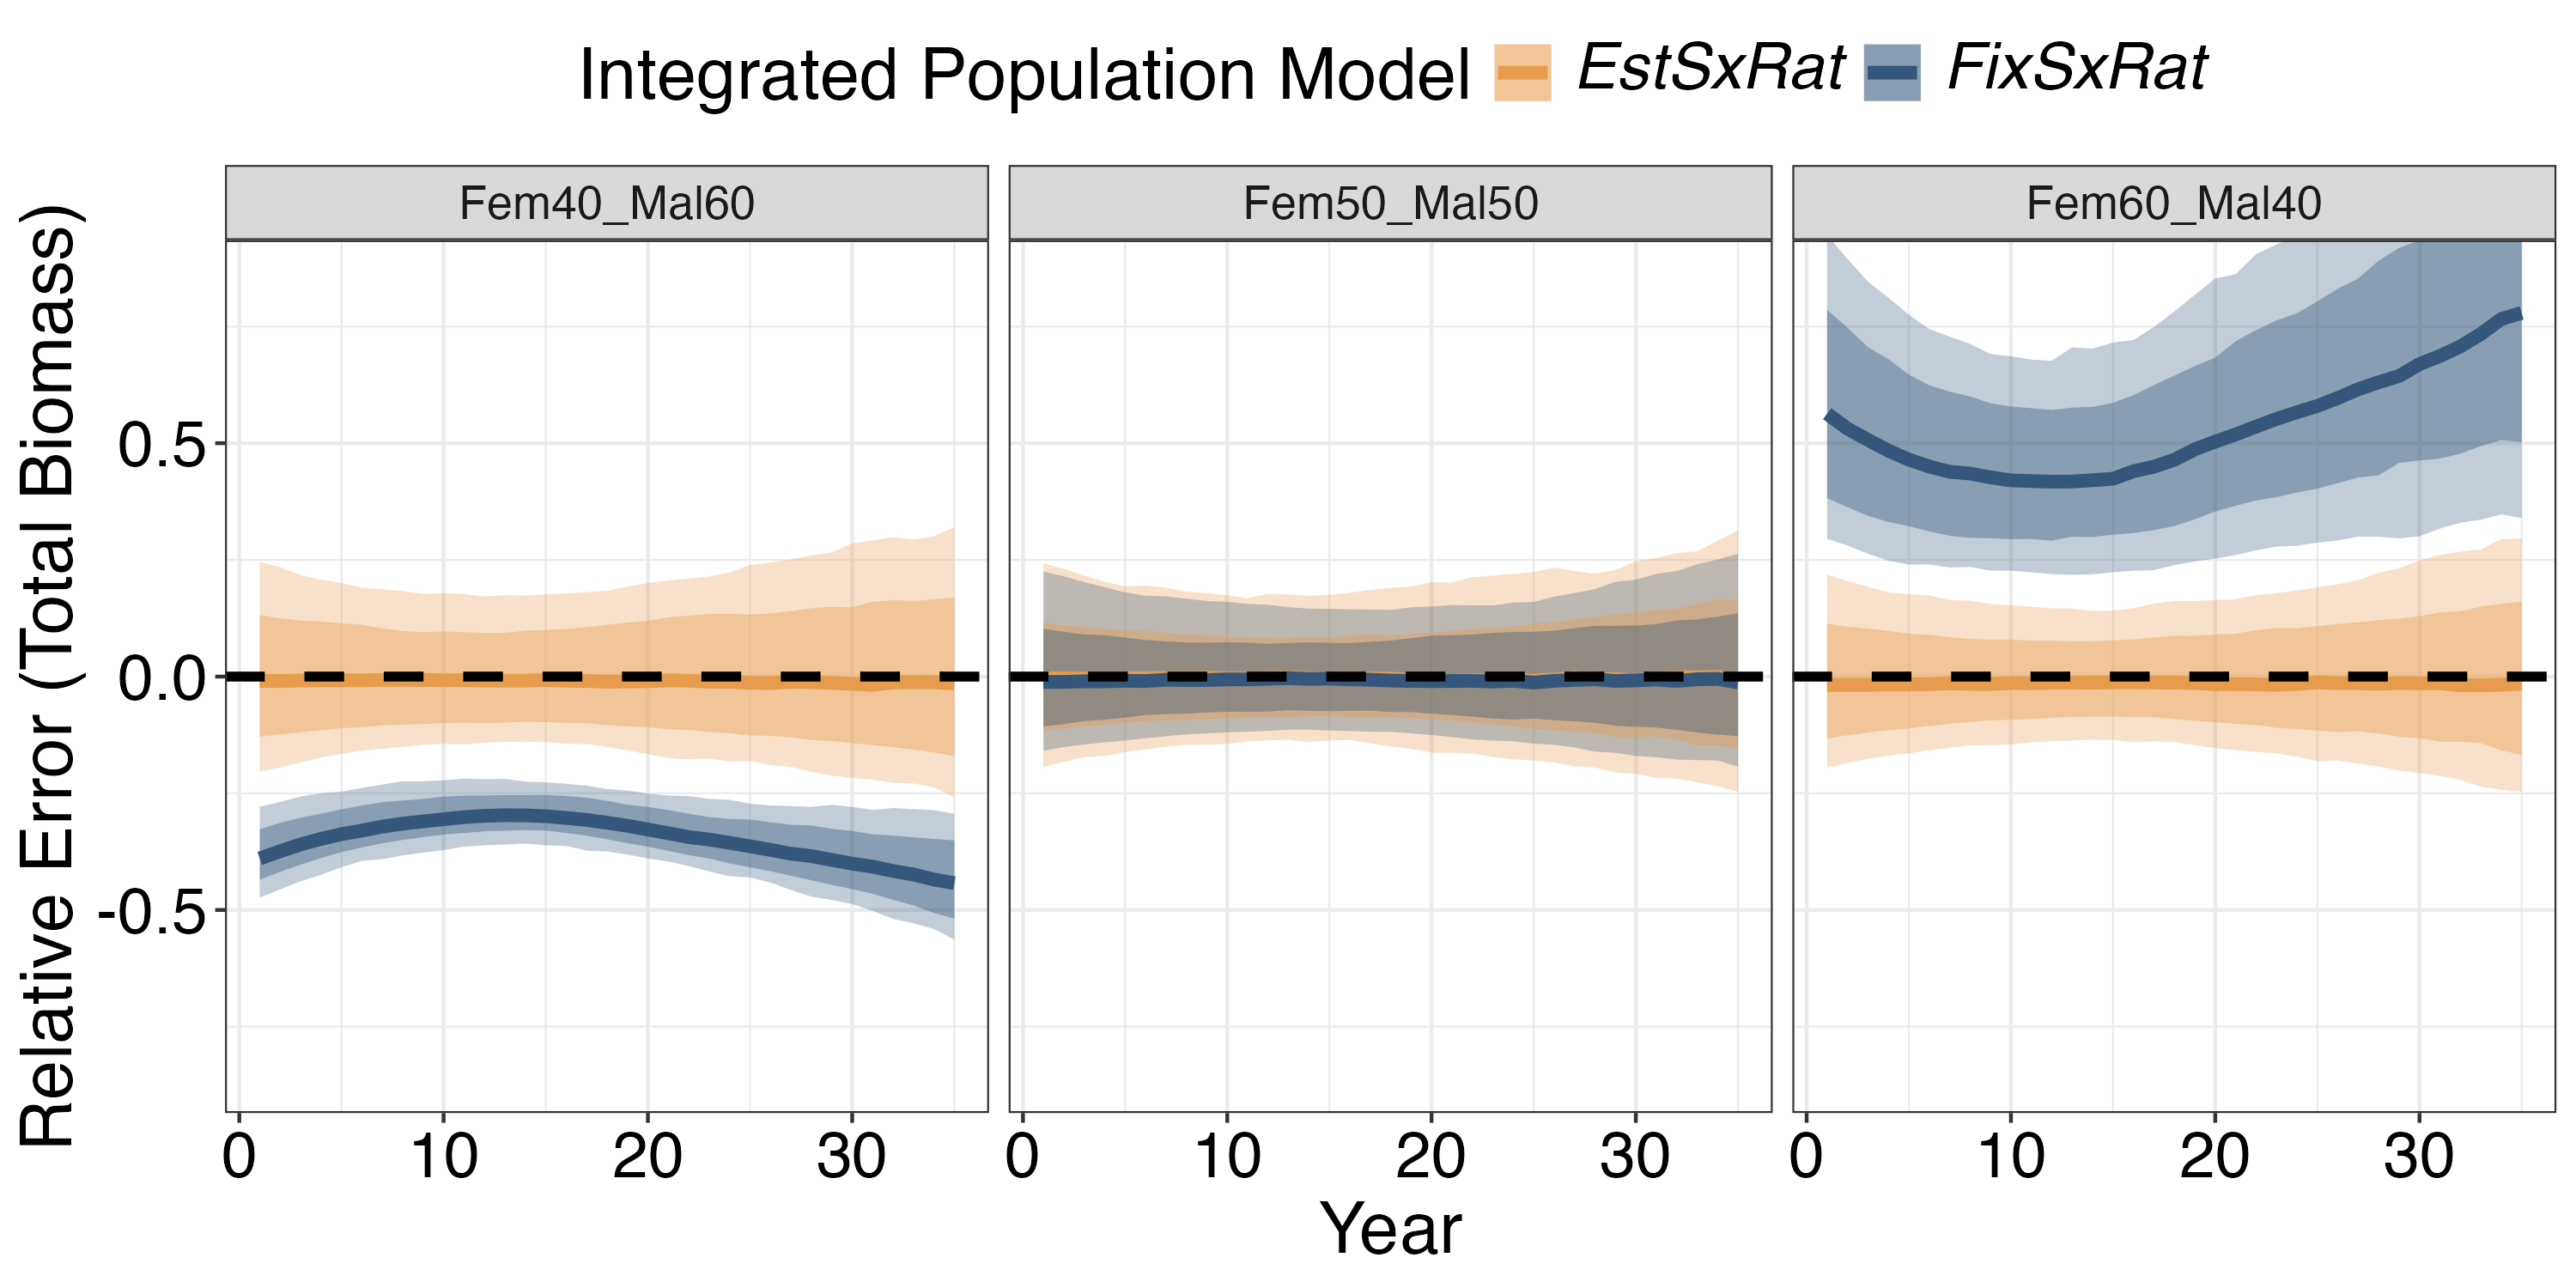 Integrated Population Model EstSxRat FixSxRat
Fem40_Mal60 Fem50_Mal50 Fem60_Mal40
Relative Error (Total Biomass)
0.5
0.0
-0.5
0 10 20 30 0 10 20 30 0 10 20 30
Year